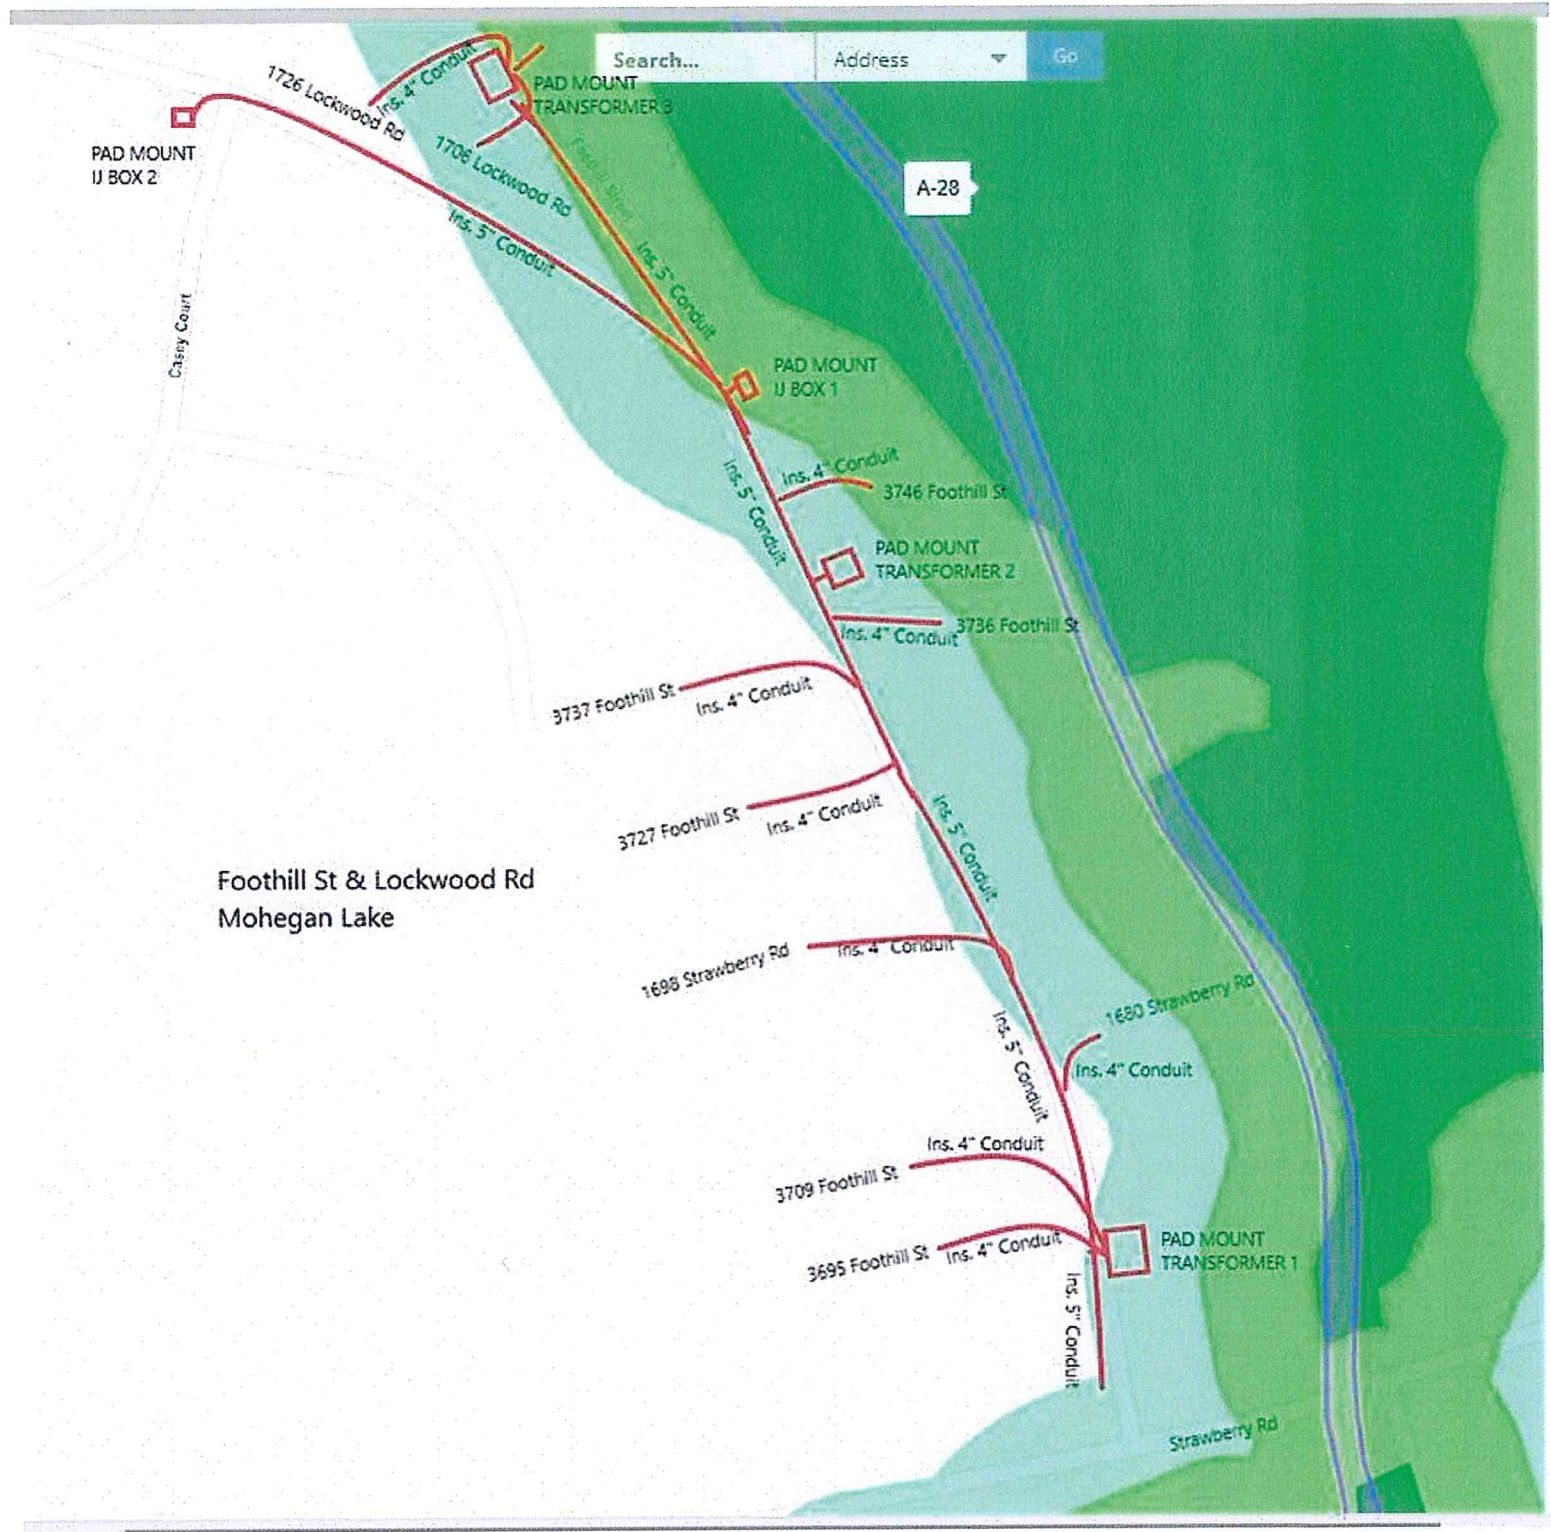 Search...
Address
Go
Ins. 4" Conduit
PAD MOUNT
TRANSFORMER 3
1726 Lockwood Rd
PAD MOUNT
IJ BOX 2
1706 Lockwood Rd
Foothill Street
A-28
Ins. 5" Conduit
Ins. 5" Conduit
Casey Court
PAD MOUNT
IJ BOX 1
Ins. 4" Conduit
3746 Foothill St
Ins. 5" Conduit
PAD MOUNT
TRANSFORMER 2
3736 Foothill St
Ins. 4" Conduit
3737 Foothill St
Ins. 4" Conduit
3727 Foothill St
Ins. 4" Conduit
Ins. 5" Conduit
Foothill St & Lockwood Rd
Mohegan Lake
1698 Strawberry Rd
Ins. 4" Conduit
1680 Strawberry Rd
Ins. 4" Conduit
Ins. 5" Conduit
Ins. 4" Conduit
3709 Foothill St
3695 Foothill St
Ins. 4" Conduit
PAD MOUNT
TRANSFORMER 1
Ins. 5" Conduit
Strawberry Rd